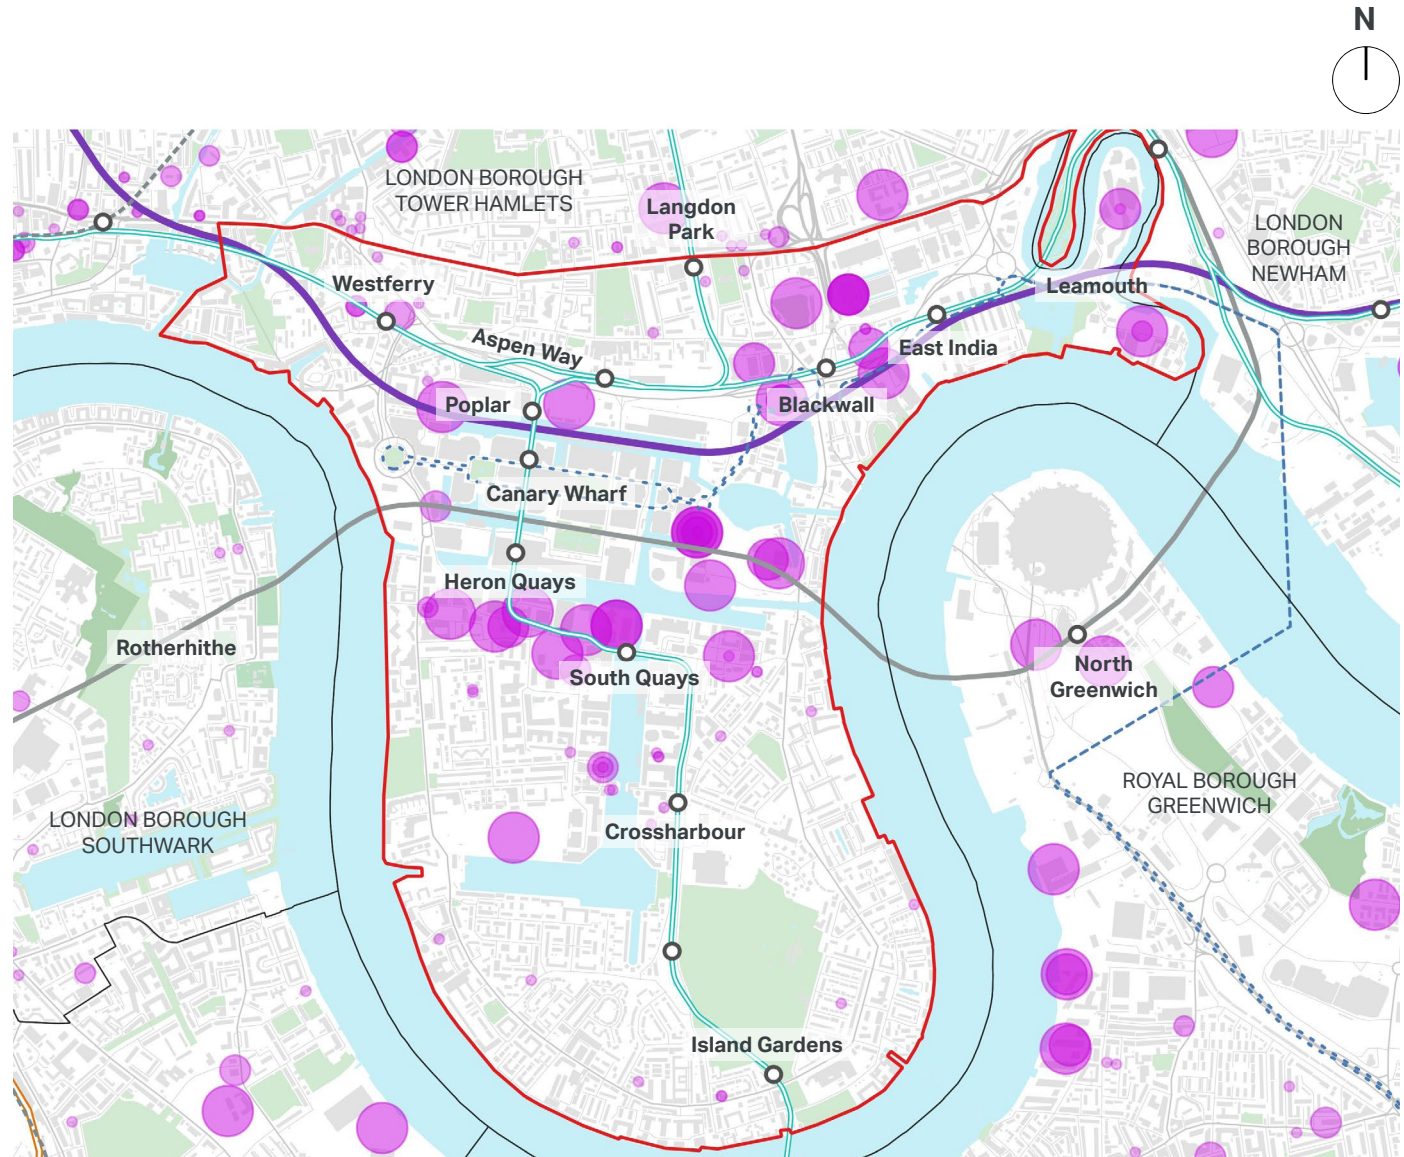 N
LONDON BOROUGH
TOWER HAMLETS
Langdon
Park
LONDON
BOROUGH
NEWHAM
Westferry
Leamouth
Aspen Way
East India
Poplar
Blackwall
Canary Wharf
Heron Quays
Rotherhithe
South Quays
North
Greenwich
ROYAL BOROUGH
GREENWICH
LONDON BOROUGH
SOUTHWARK
Crossharbour
Island Gardens